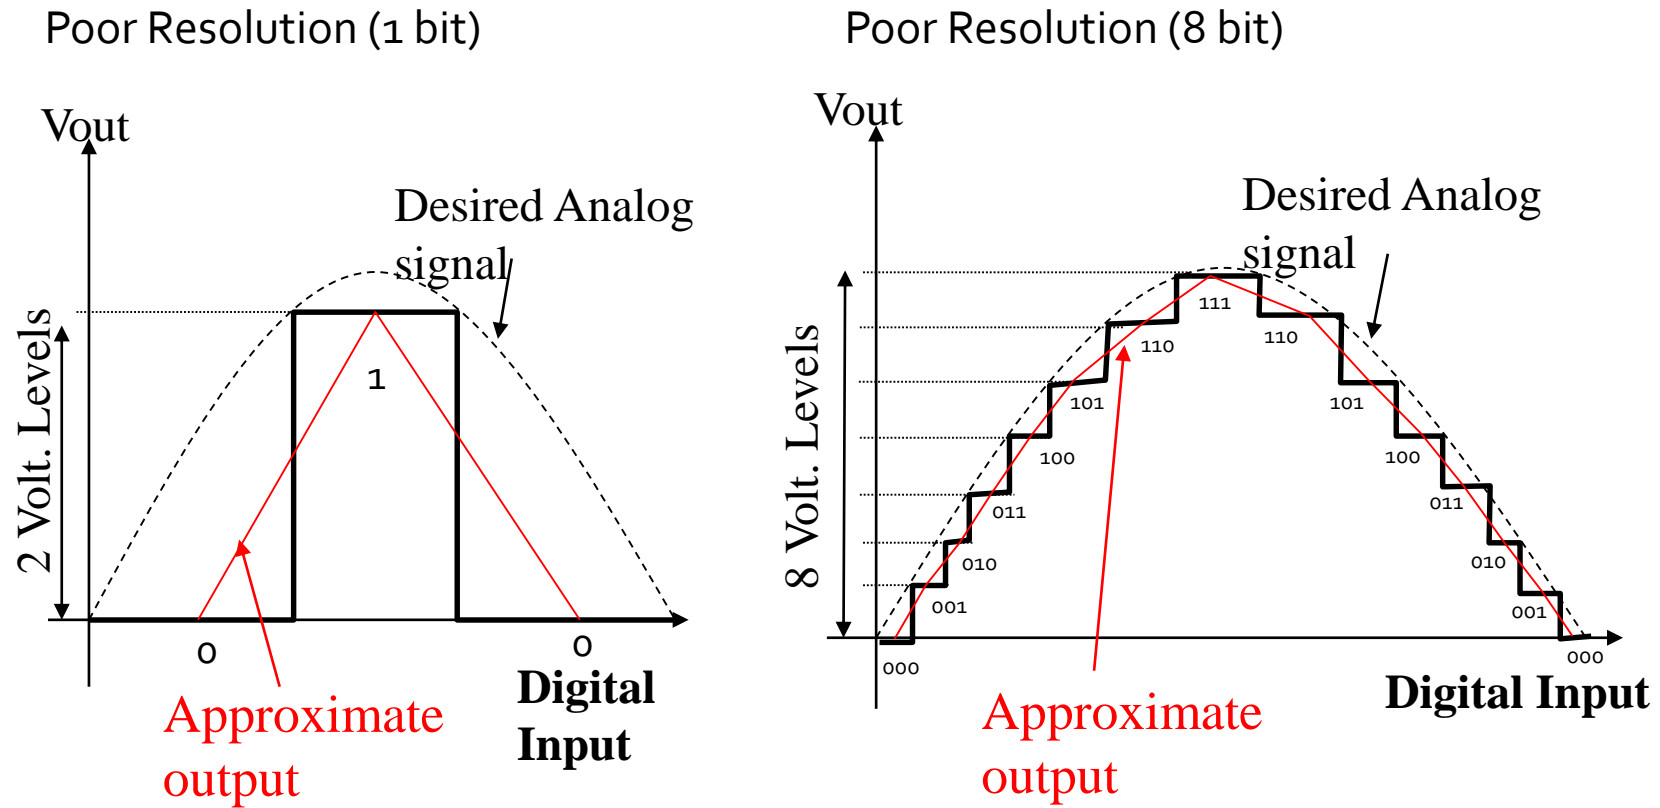 Poor Resolution (1 bit)
Vout
Desired Analog
signal
2 Volt. Levels
1
0
0
Digital
Input
Approximate
output
Poor Resolution (8 bit)
Vout
Desired Analog
signal
8 Volt. Levels
111
110
110
101
101
100
100
011
011
010
010
001
001
000
000
Digital Input
Approximate
output